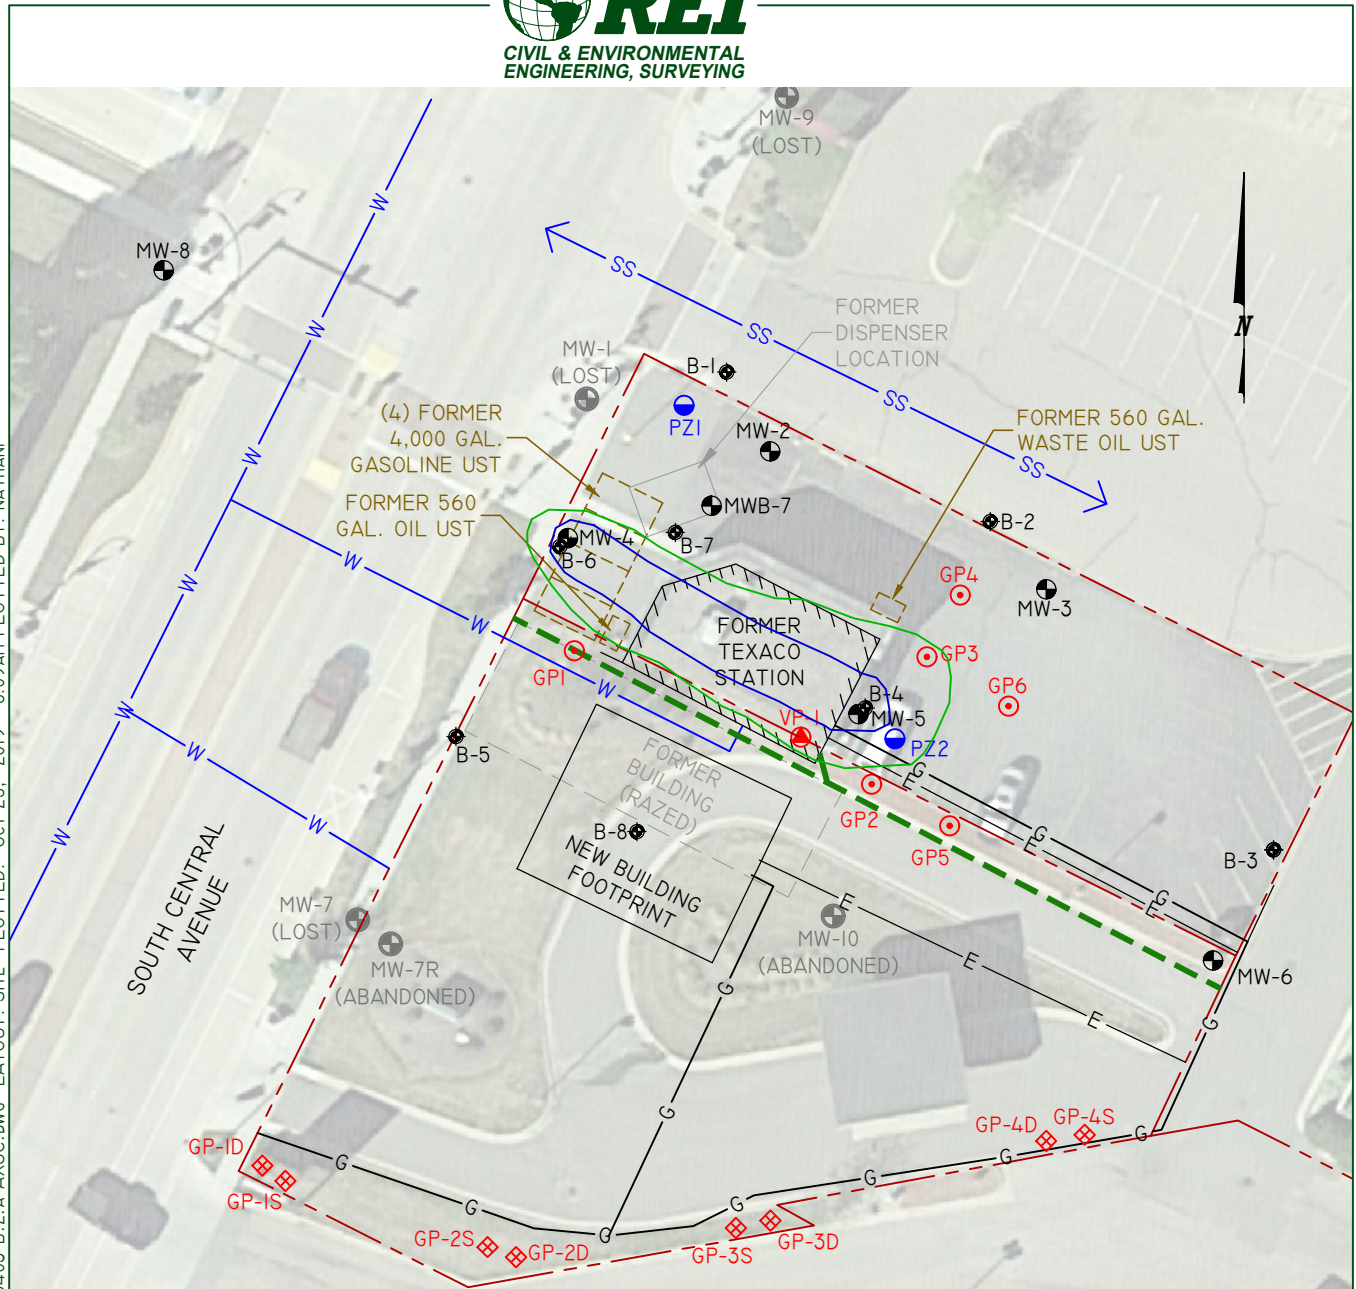 REI
CIVIL & ENVIRONMENTAL
ENGINEERING, SURVEYING
MW-9
(LOST)
MW-8
W
SS
FORMER
DISPENSER
LOCATION
N
W
SS
MW-1
(LOST)
B-1
SS
PZ1
MW-2
(4) FORMER
4,000 GAL.
GASOLINE UST
FORMER 560 GAL.
WASTE OIL UST
W
SS
FORMER 560
GAL. OIL UST
MWB-7
B-2
MW-4
B-7
B-6
W
W
GP4
MW-3
W
FORMER
TEXACO
STATION
GP3
GP1
W
B-4
GP6
VP-1
MW-5
W
W
B-5
PZ2
FORMER
BUILDING
(RAZED)
G
E
GP2
W
W
B-8
GP5
G
E
B-3
NEW BUILDING
FOOTPRINT
SOUTH CENTRAL
AVENUE
MW-7
(LOST)
E
G
E
MW-10
(ABANDONED)
MW-7R
(ABANDONED)
E
MW-6
G
E
G
G
GP-1D
G
GP-4D
GP-4S
G
G
G
GP-1S
G
G
G
GP-2S
GP-2D
GP-3S
GP-3D